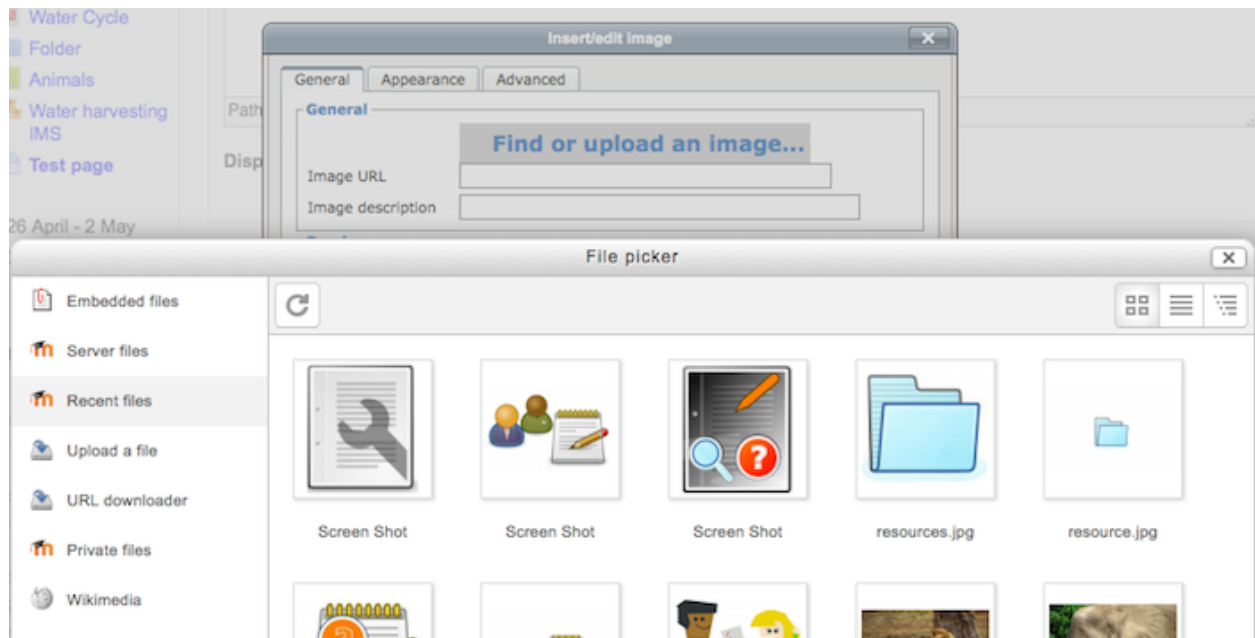 Water Cycle
Folder
Animals
Water harvesting
IMS
Test page
26 April - 2 May
Path
Disp
Insert/edit image
General
Appearance
Advanced
General
Find or upload an image...
Image URL
Image description
File picker
Embedded files
Server files
Recent files
Upload a file
URL downloader
Private files
Wikimedia
Screen Shot
Screen Shot
Screen Shot
resources.jpg
resource.jpg